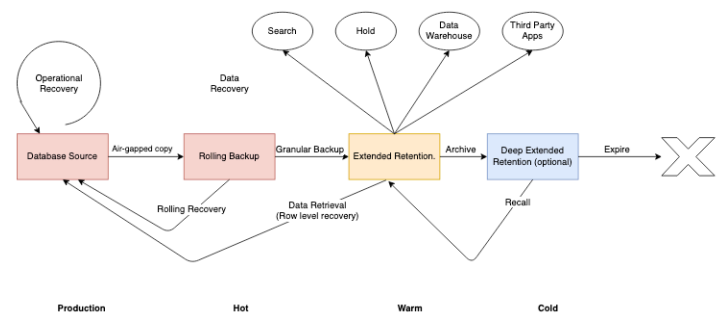 Search
Hold
Data
Warehouse
Third Party
Apps
Operational
Recovery
Data
Recovery
Database Source
Air-gapped copy
Rolling Backup
Granular Backup
Extended Retention.
Archive
Deep Extended
Retention (optional)
Expire
Rolling Recovery
Data Retrieval
(Row level recovery)
Recall
Production
Hot
Warm
Cold